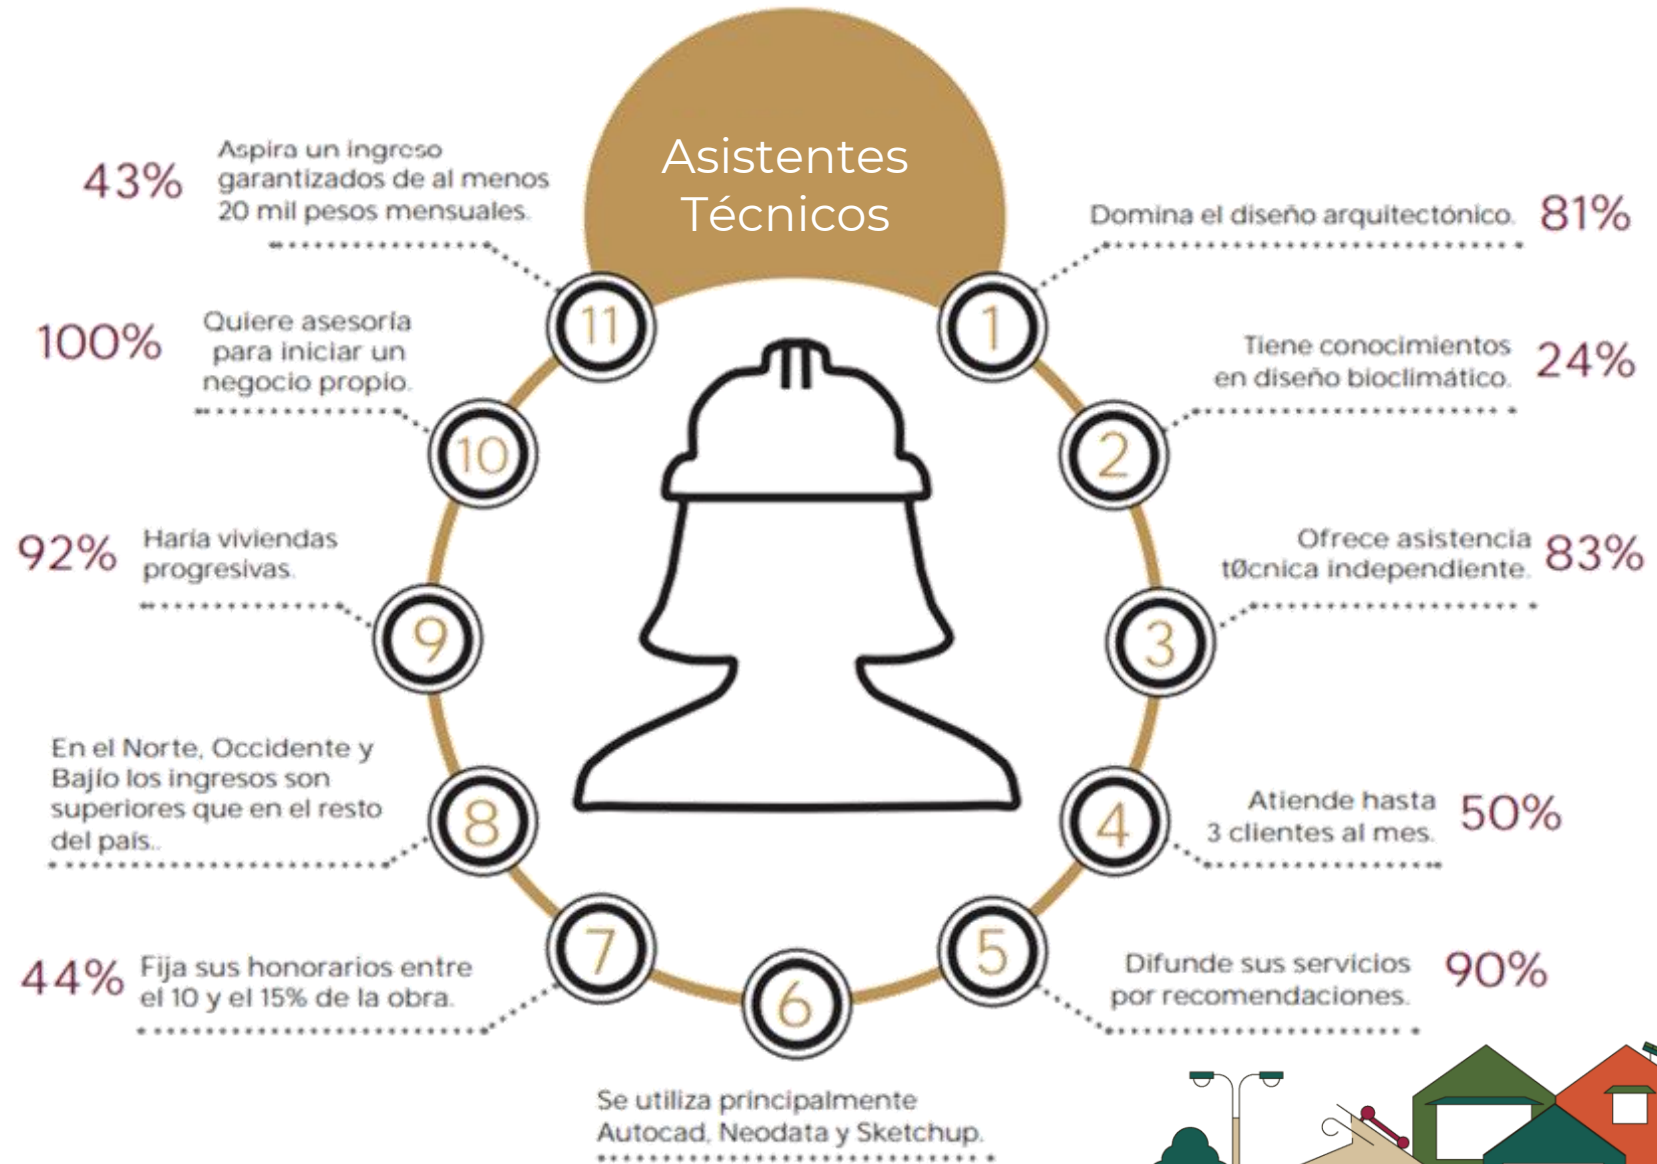 Asistentes
Técnicos
1
Domina el diseño arquitectónico.
81%
2
Tiene conocimientos
en diseño bioclimático.
24%
3
Ofrece asistencia
tØcnica independiente.
83%
4
Atiende hasta
3 clientes al mes.
50%
5
Difunde sus servicios
por recomendaciones.
90%
6
Se utiliza principalmente
Autocad, Neodata y Sketchup.
7
44%
Fija sus honorarios entre
el 10 y el 15% de la obra.
8
En el Norte, Occidente y
Bajío los ingresos son
superiores que en el resto
del país..
9
92%
Haría viviendas
progresivas.
10
100%
Quiere asesoría
para iniciar un
negocio propio.
11
43%
Aspira un ingreso
garantizados de al menos
20 mil pesos mensuales.